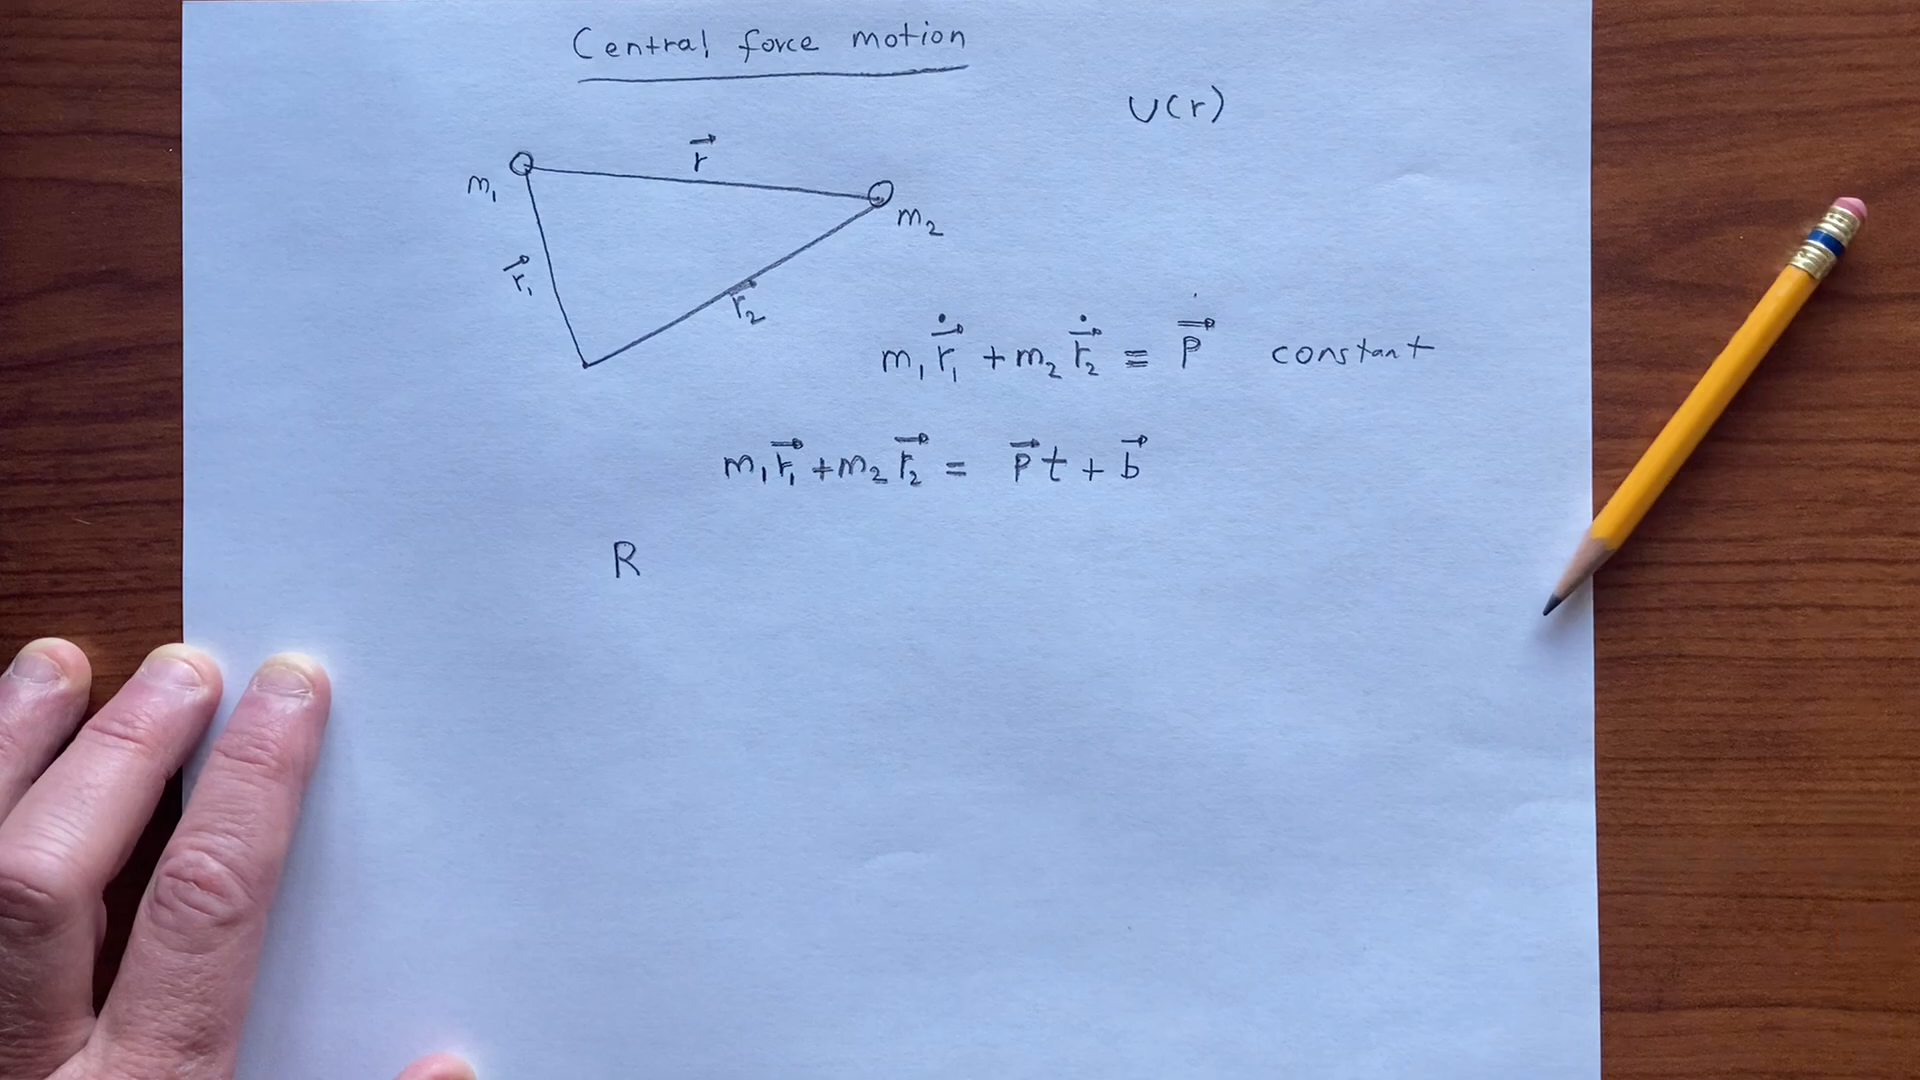 Central force motion
U(r)
r⃗
m₁
m₂
r⃗₁
r⃗₂
m₁ṙ⃗₁ + m₂ṙ⃗₂ ≡ P⃗ constant
m₁r⃗₁ + m₂r⃗₂ = P⃗t + b⃗
R